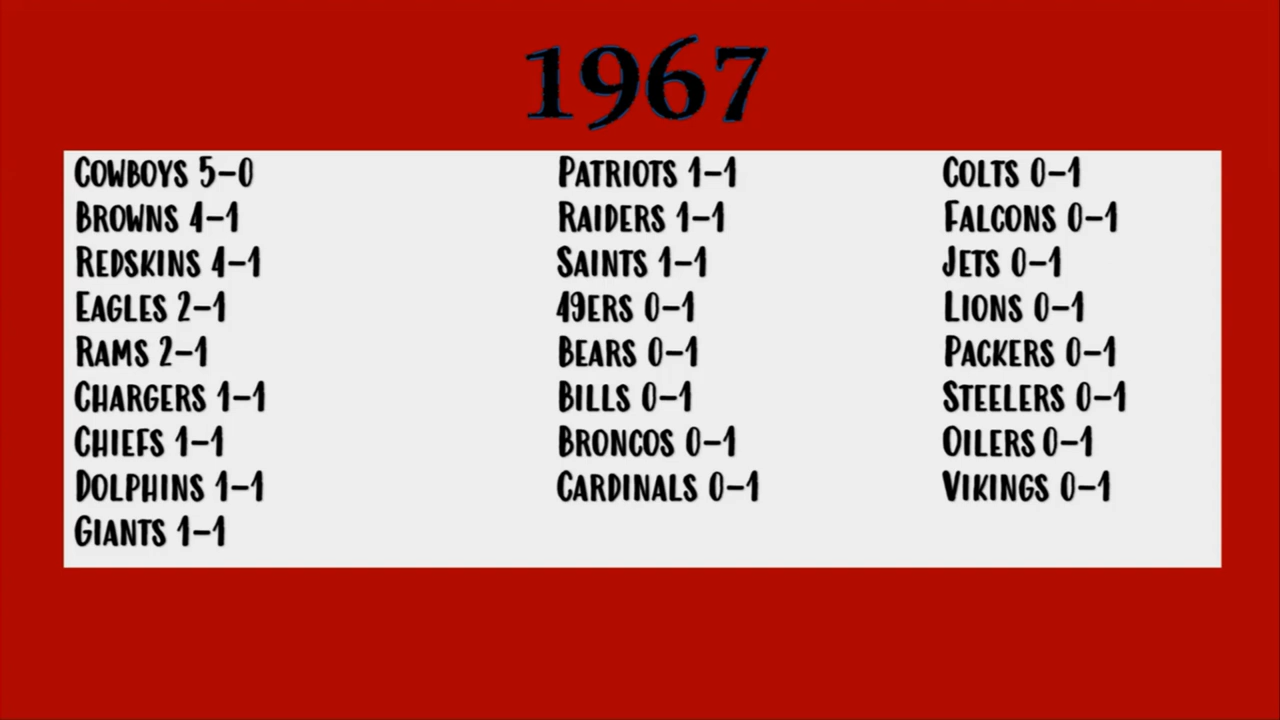 1967
Cowboys 5-0
Browns 4-1
Redskins 4-1
Eagles 2-1
Rams 2-1
Chargers 1-1
Chiefs 1-1
Dolphins 1-1
Giants 1-1
Patriots 1-1
Raiders 1-1
Saints 1-1
49ers 0-1
Bears 0-1
Bills 0-1
Broncos 0-1
Cardinals 0-1
Colts 0-1
Falcons 0-1
Jets 0-1
Lions 0-1
Packers 0-1
Steelers 0-1
Oilers 0-1
Vikings 0-1